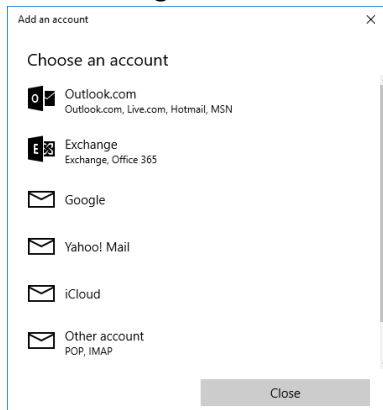 Add an account
Choose an account
Outlook.com
Outlook.com, Live.com, Hotmail, MSN
Exchange
Exchange, Office 365
Google
Yahoo! Mail
iCloud
Other account
POP, IMAP
Close